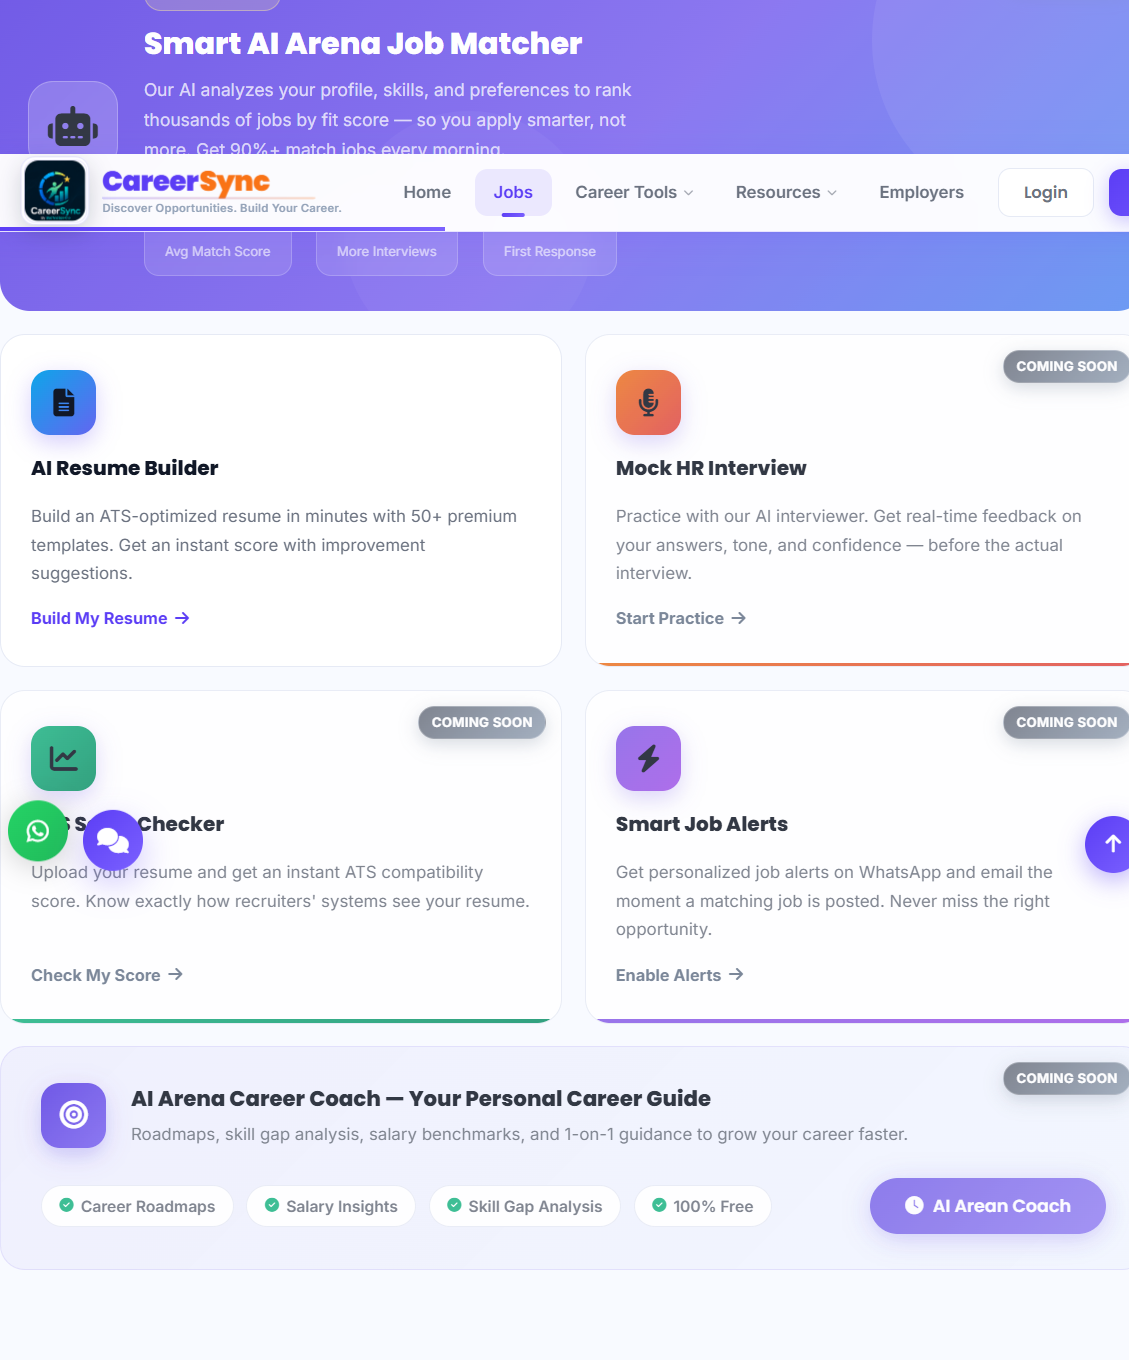 Smart AI Arena Job Matcher
Our AI analyzes your profile, skills, and preferences to rank
thousands of jobs by fit score — so you apply smarter, not
more. Get 90%+ match jobs every morning.
CareerSync
CareerSync
Discover Opportunities. Build Your Career.
Home
Jobs
Career Tools
Resources
Employers
Login
Avg Match Score
More Interviews
First Response
AI Resume Builder
Build an ATS-optimized resume in minutes with 50+ premium
templates. Get an instant score with improvement
suggestions.
Build My Resume
COMING SOON
Mock HR Interview
Practice with our AI interviewer. Get real-time feedback on
your answers, tone, and confidence — before the actual
interview.
Start Practice
COMING SOON
Checker
Upload your resume and get an instant ATS compatibility
score. Know exactly how recruiters' systems see your resume.
Check My Score
COMING SOON
Smart Job Alerts
Get personalized job alerts on WhatsApp and email the
moment a matching job is posted. Never miss the right
opportunity.
Enable Alerts
COMING SOON
AI Arena Career Coach — Your Personal Career Guide
Roadmaps, skill gap analysis, salary benchmarks, and 1-on-1 guidance to grow your career faster.
Career Roadmaps
Salary Insights
Skill Gap Analysis
100% Free
AI Arean Coach